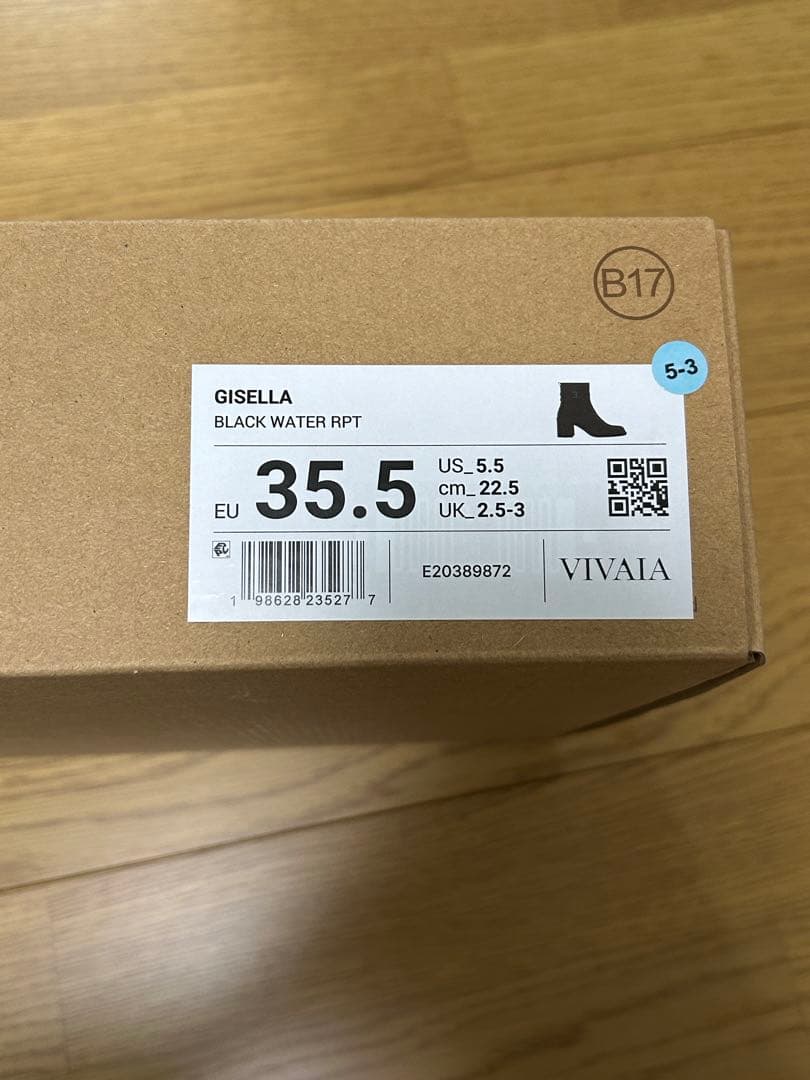 B17
5-3
GISELLA
BLACK WATER RPT
EU 35.5
US_5.5
cm_22.5
UK_2.5-3
1 98628 23527 7
E20389872
VIVAIA